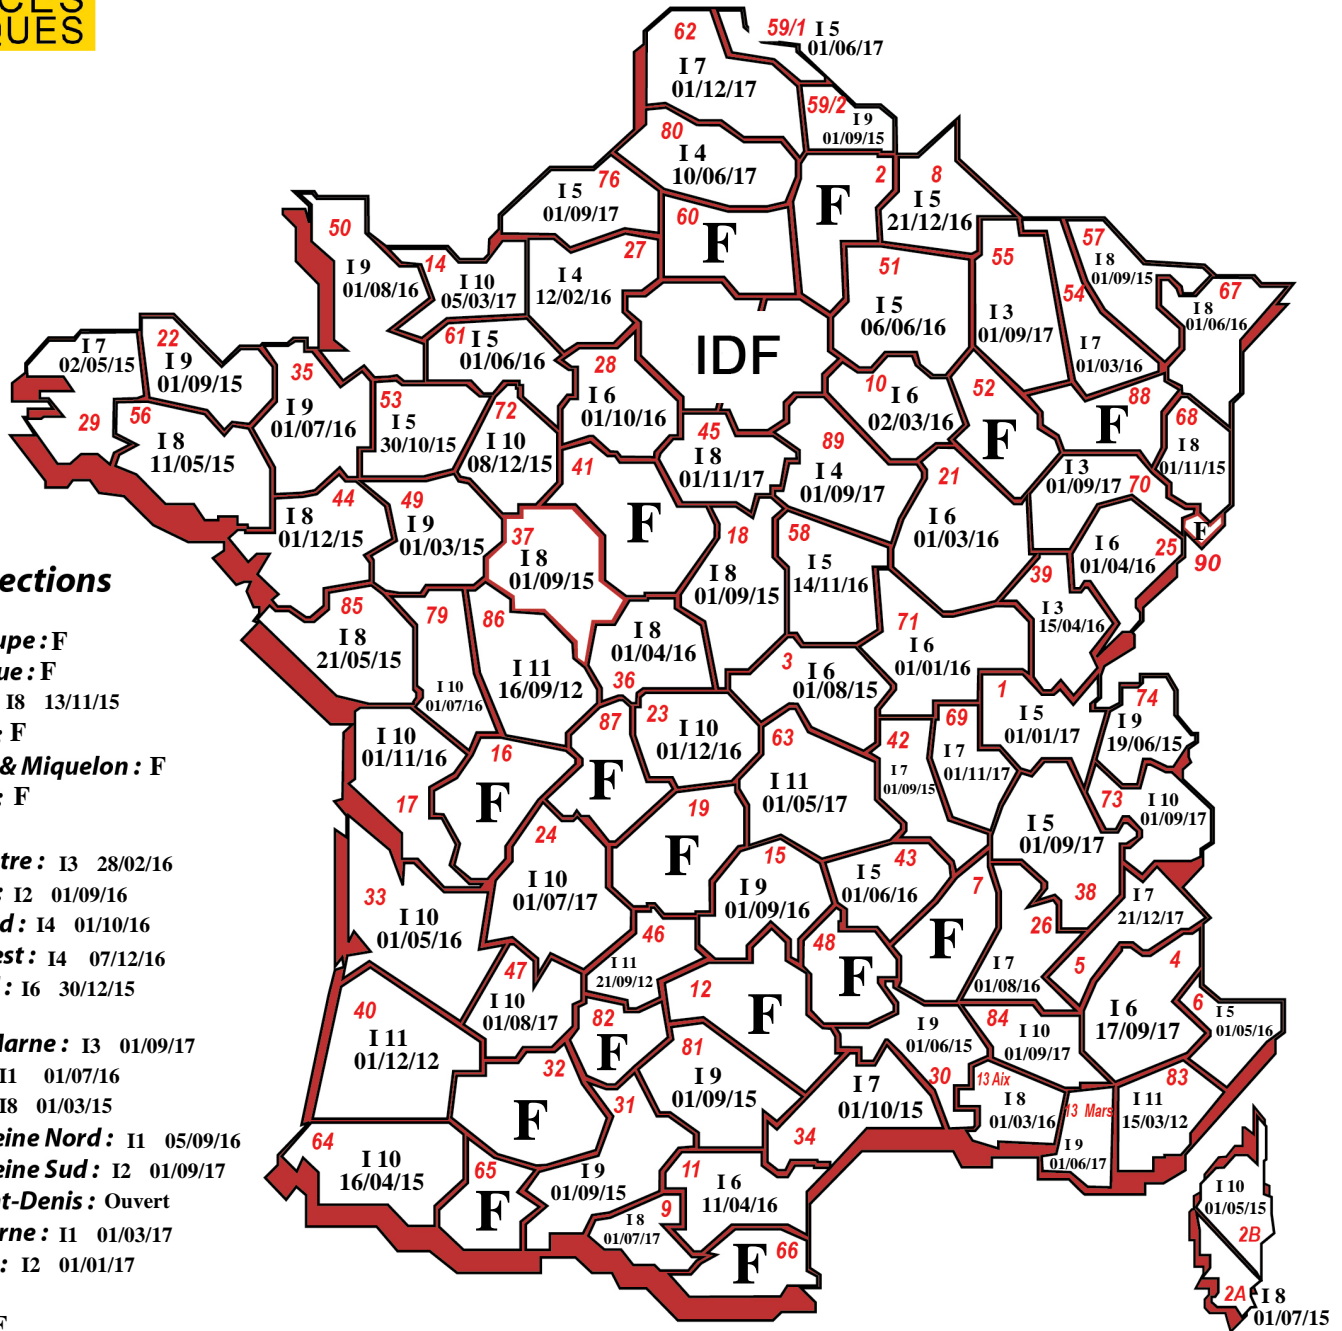 CES
QUES
62
I 7
01/12/17
59/1 I 5
01/06/17
59/2
I 9
01/09/15
80
I 4
10/06/17
76
I 5
01/09/17
60
F
2
F
8
I 5
21/12/16
50
I 9
01/08/16
14
I 10
05/03/17
27
I 4
12/02/16
51
I 5
06/06/16
55
I 3
01/09/17
54
I 7
01/03/16
57
I 8
01/09/15
67
I 8
01/06/16
61
I 5
01/06/16
IDF
29
I 7
02/05/15
22
I 9
01/09/15
35
I 9
01/07/16
56
I 8
11/05/15
53
I 5
30/10/15
72
I 10
08/12/15
28
I 6
01/10/16
45
I 8
01/11/17
89
I 4
01/09/17
10
I 6
02/03/16
52
F
88
F
68
I 8
01/11/15
44
I 8
01/12/15
49
I 9
01/03/15
37
I 8
01/09/15
41
F
18
I 8
01/09/15
58
I 5
14/11/16
21
I 6
01/03/16
I 3
01/09/17 70
F
90
25
I 6
01/04/16
39
I 3
15/04/16
85
I 8
21/05/15
79
I 10
01/07/16
86
I 11
16/09/12
I 8
01/04/16
36
3
I 6
01/08/15
71
I 6
01/01/16
1
I 5
01/01/17
74
I 9
19/06/15
I 10
01/11/16
17
16
F
87
F
23
I 10
01/12/16
63
I 11
01/05/17
42
I 7
01/09/15
69
I 7
01/11/17
73
I 10
01/09/17
I 5
01/09/17
38
33
I 10
01/05/16
24
I 10
01/07/17
19
F
15
I 9
01/09/16
43
I 5
01/06/16
7
F
26
I 7
01/08/16
I 7
21/12/17
5
4
I 6
17/09/17
6
I 5
01/05/16
40
I 11
01/12/12
47
I 10
01/08/17
46
I 11
21/09/12
48
F
12
F
82
F
81
I 9
01/09/15
I 9
01/06/15
30
84
I 10
01/09/17
13 Aix
I 8
01/03/16
13 Mars
I 9
01/06/17
83
I 11
15/03/12
64
I 10
16/04/15
32
F
65
F
31
I 9
01/09/15
I 7
01/10/15
34
11
I 6
11/04/16
9
I 8
01/07/17
66
F
I 10
01/05/15
2B
2A I 8
01/07/15
ections
upe : F
ue : F
I8 13/11/15
: F
& Miquelon : F
: F
tre : I3 28/02/16
: I2 01/09/16
d : I4 01/10/16
est : I4 07/12/16
: I6 30/12/15
Marne : I3 01/09/17
I1 01/07/16
I8 01/03/15
eine Nord : I1 05/09/16
eine Sud : I2 01/09/17
t-Denis : Ouvert
rne : I1 01/03/17
: I2 01/01/17
F